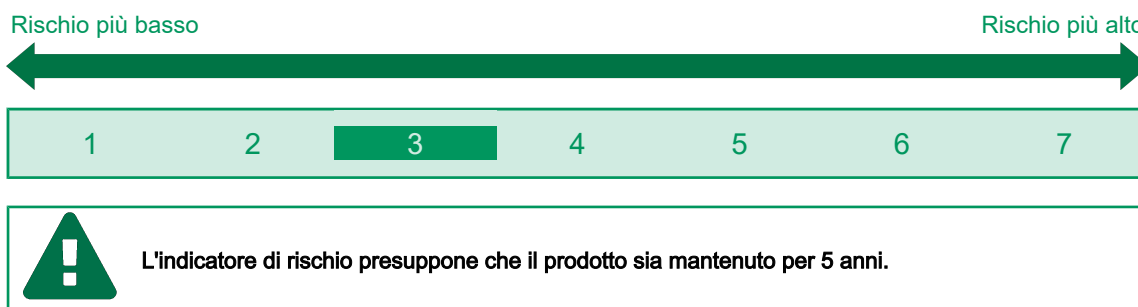 Rischio più basso Rischio più alto
1 2 3 4 5 6 7
L'indicatore di rischio presuppone che il prodotto sia mantenuto per 5 anni.